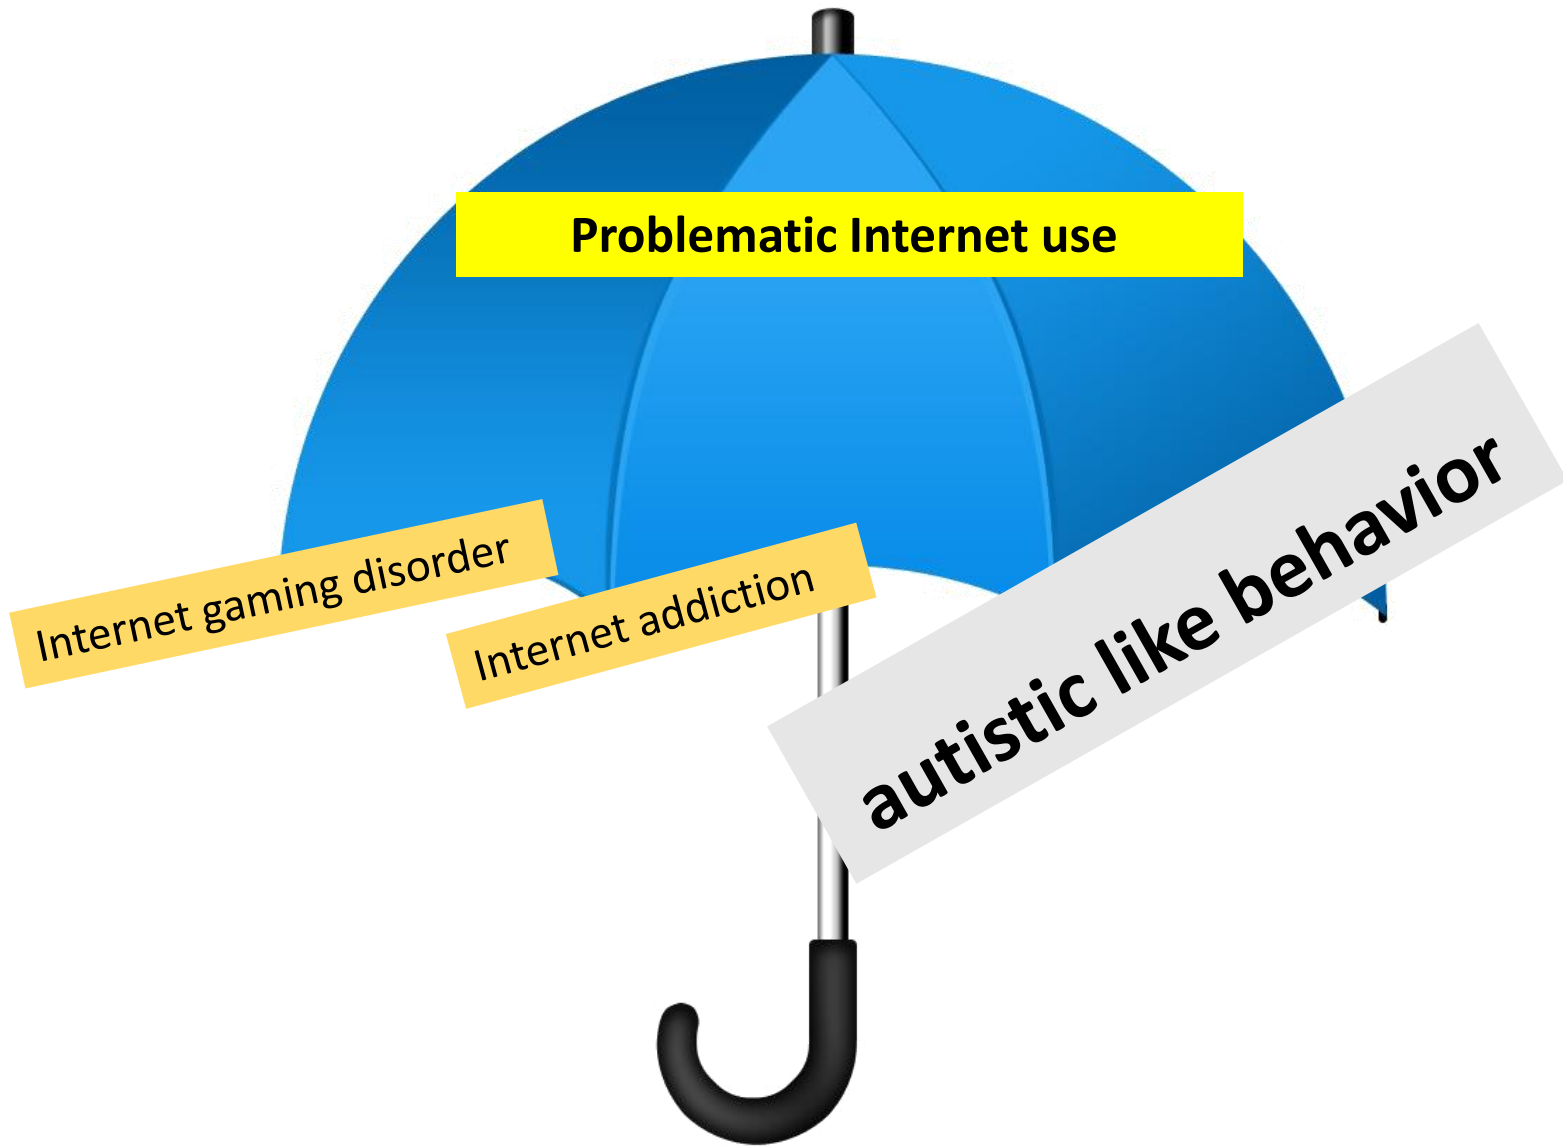 Problematic Internet use
Internet gaming disorder
Internet addiction
autistic like behavior